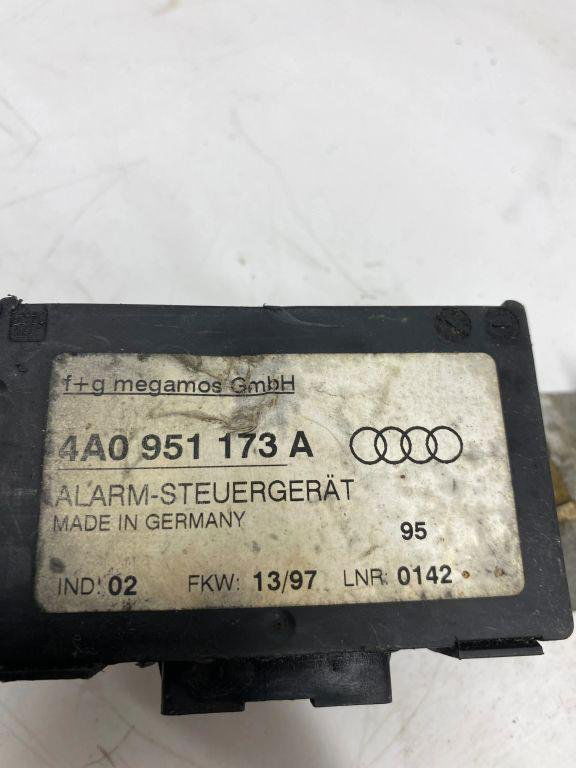 f+g megamos GmbH
4A0 951 173 A
ALARM-STEUERGERÄT
MADE IN GERMANY
95
IND: 02 FKW: 13/97 LNR: 0142